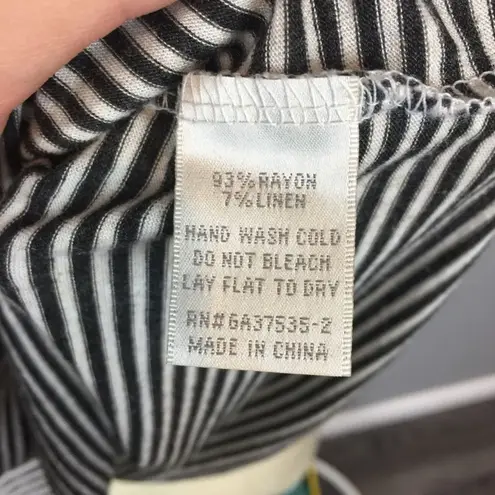 93% RAYON
7% LINEN
HAND WASH COLD
DO NOT BLEACH
LAY FLAT TO DRY
RN#6A37535-2
MADE IN CHINA